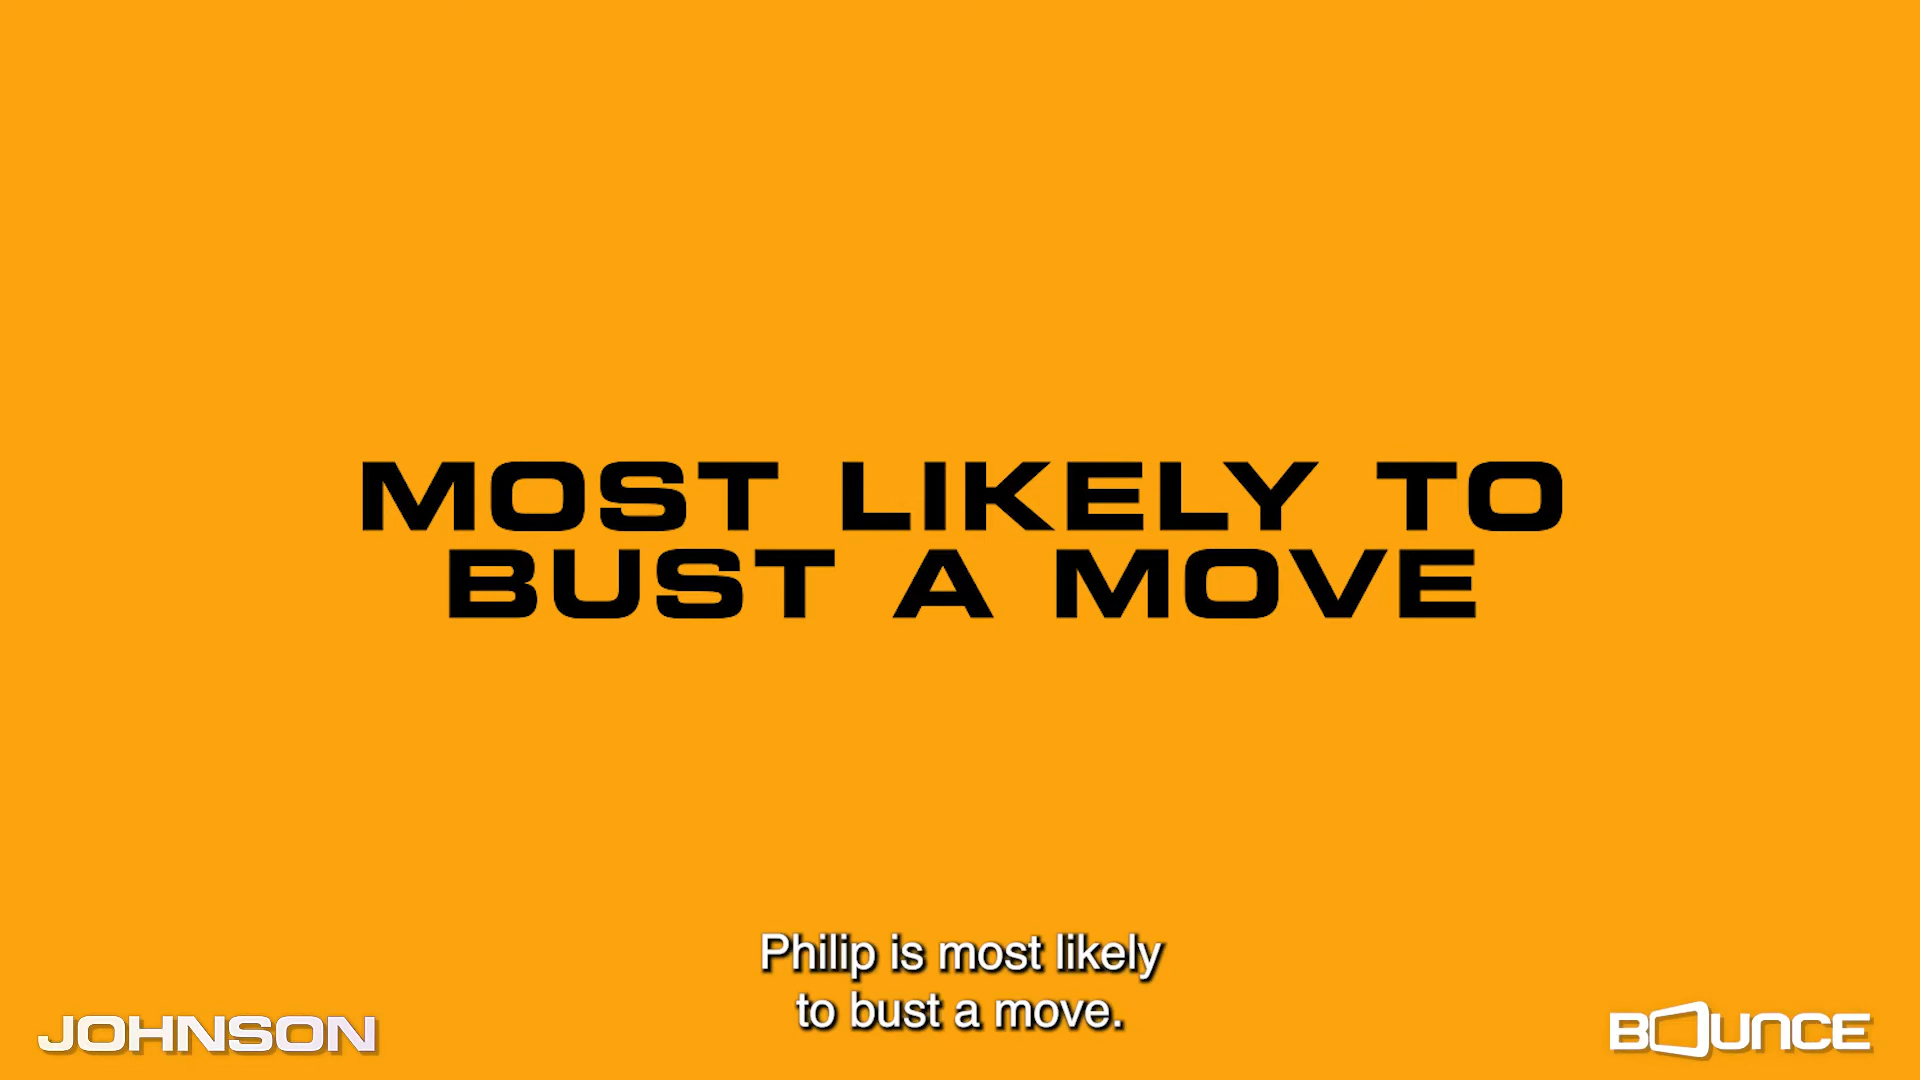 MOST LIKELY TO
BUST A MOVE
Philip is most likely
to bust a move.
JOHNSON
BOUNCE